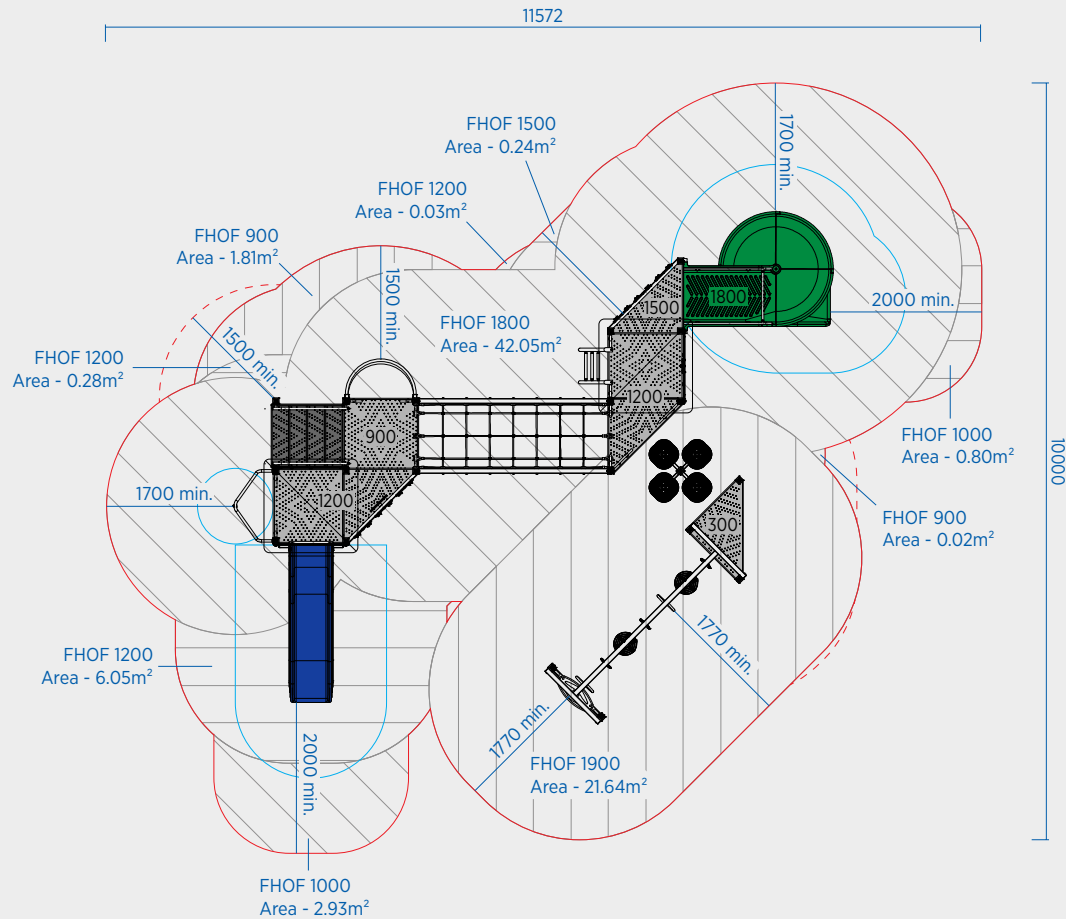 11572
FHOF 1500
Area - 0.24m²
1700 min.
FHOF 1200
Area - 0.03m²
FHOF 900
Area - 1.81m²
1500 min.
1500
1800
2000 min.
FHOF 1800
Area - 42.05m²
1500 min.
FHOF 1200
Area - 0.28m²
1200
900
FHOF 1000
Area - 0.80m²
10000
1700 min.
1200
300
FHOF 900
Area - 0.02m²
1770 min.
FHOF 1200
Area - 6.05m²
1770 min.
2000 min.
FHOF 1900
Area - 21.64m²
FHOF 1000
Area - 2.93m²